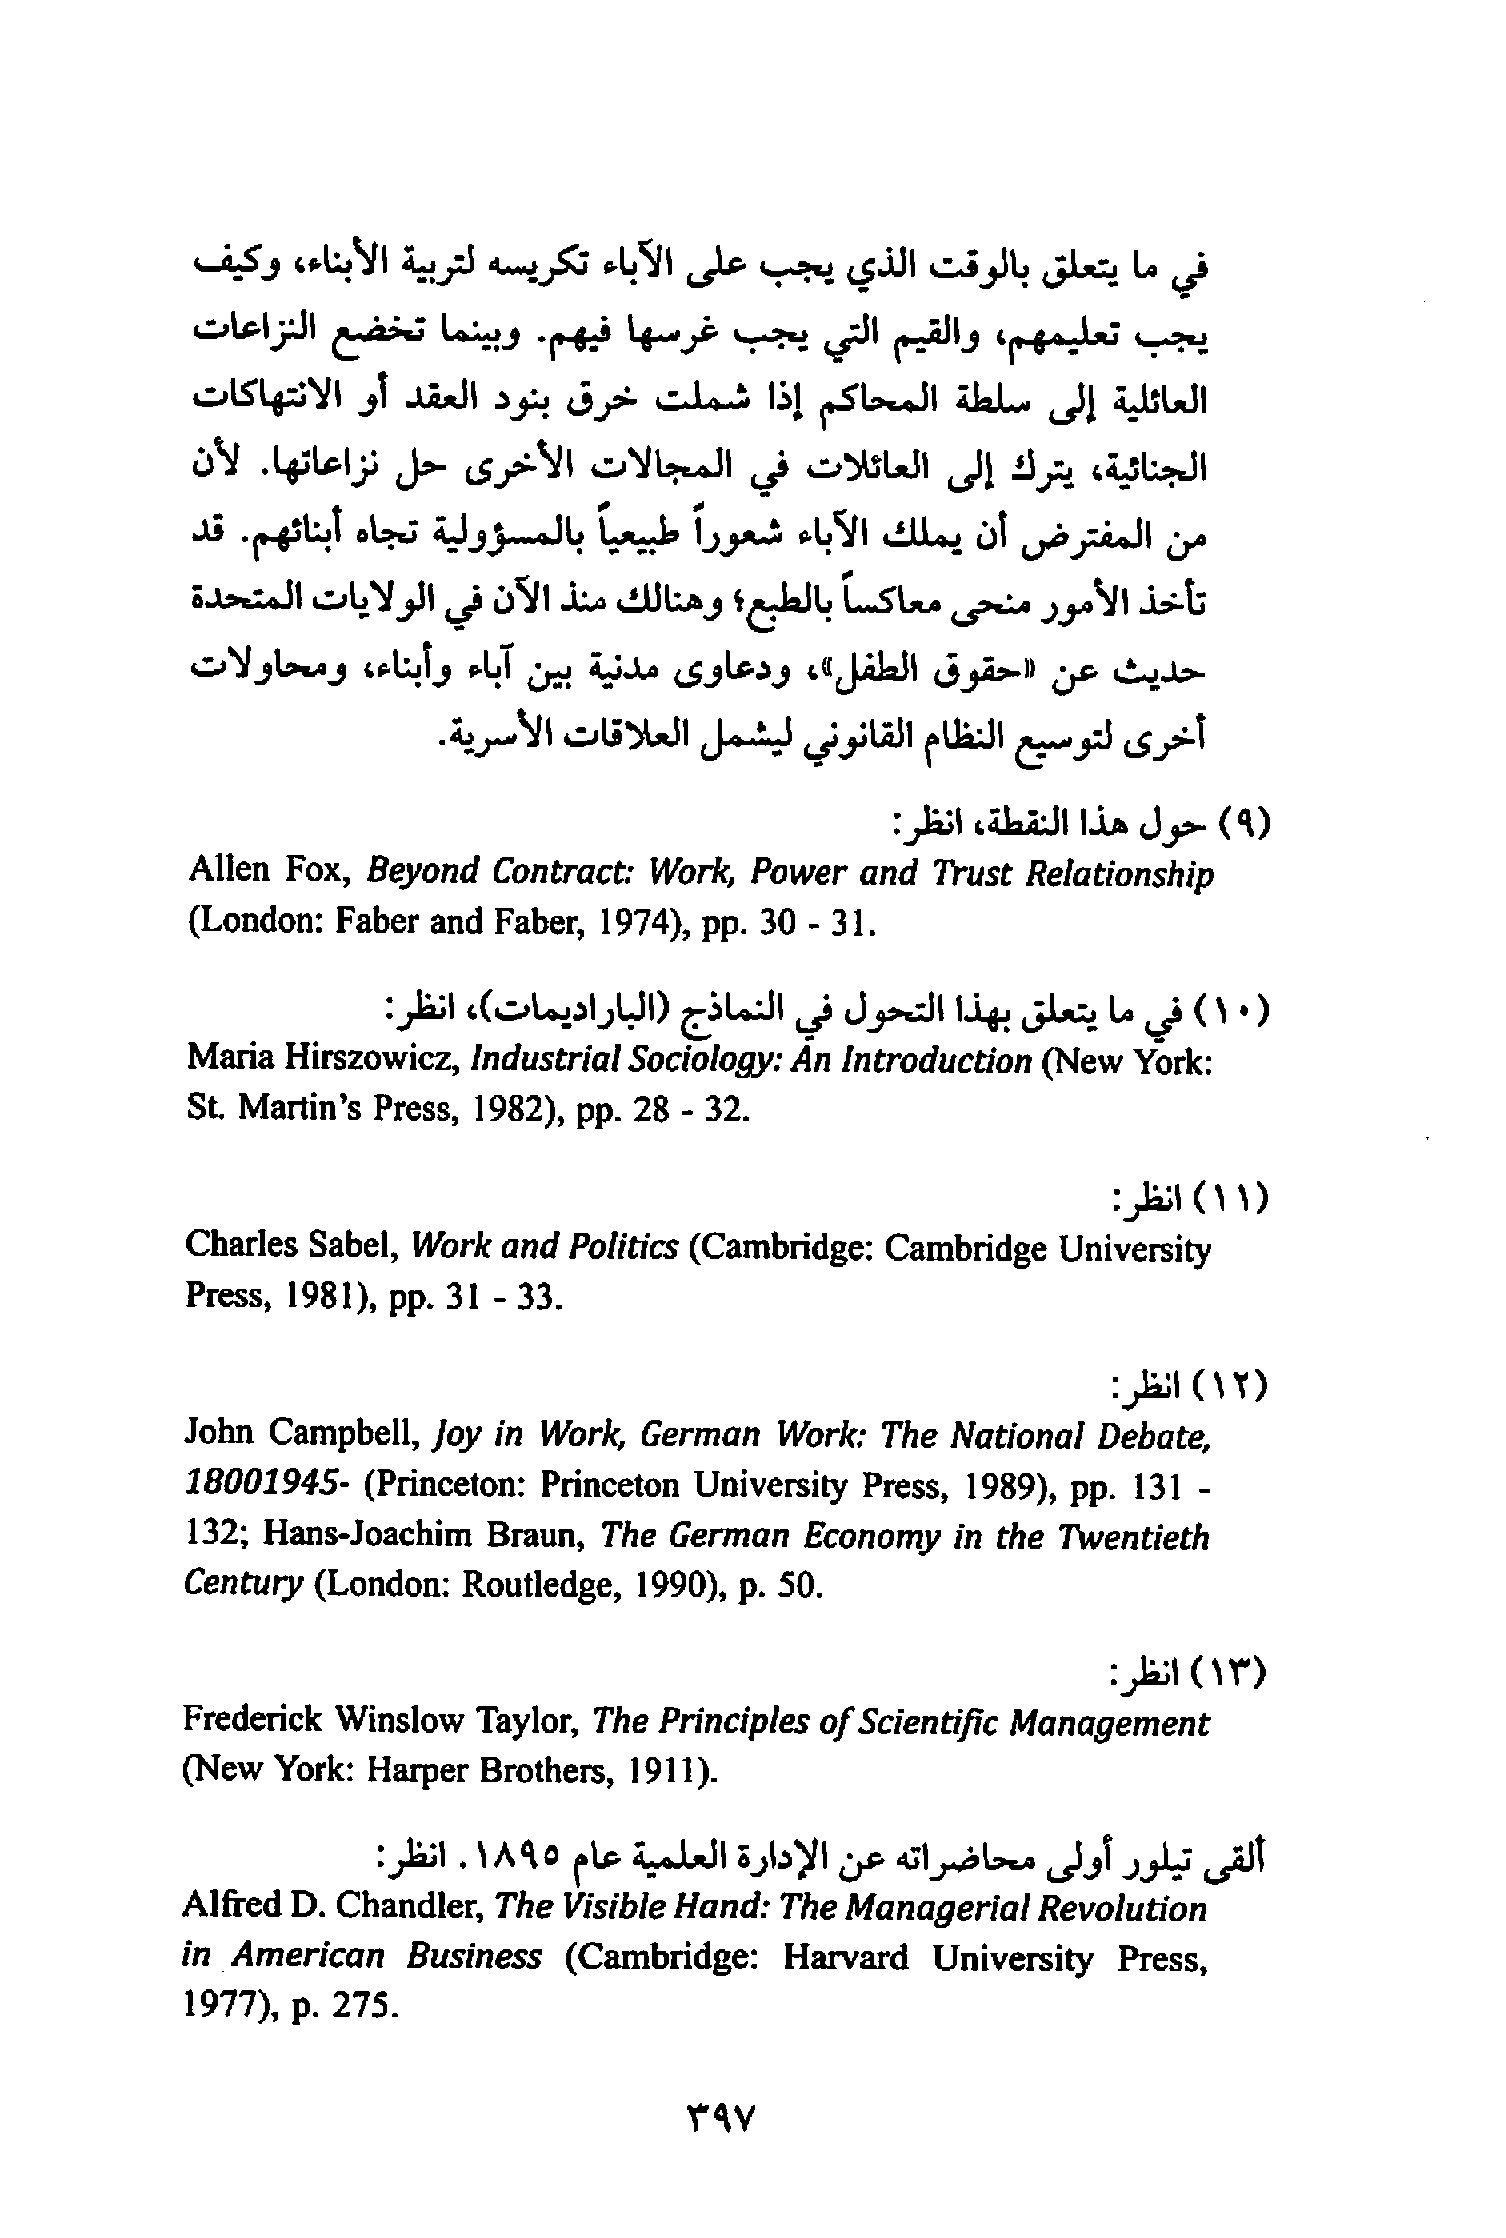 في ما يتعلق بالوقت الذي يجب على الآباء تكريسه لتربية الأبناء، وكيف
يجب تعليمهم، والقيم التي يجب غرسها فيهم. وبينما تخضع النزاعات
العائلية إلى سلطة المحاكم إذا شملت خرق بنود العقد أو الانتهاكات
الجنائية، يترك إلى العائلات في المجالات الأخرى حل نزاعاتها. لأن
من المفترض أن يملك الآباء شعوراً طبيعياً بالمسؤولية تجاه أبنائهم. قد
تأخذ الأمور منحى معاكساً بالطبع؛ وهنالك منذ الآن في الولايات المتحدة
حديث عن «حقوق الطفل»، ودعاوى مدنية بين آباء وأبناء، ومحاولات
أخرى لتوسيع النظام القانوني ليشمل العلاقات الأسرية.
(٩) حول هذا النقطة، انظر:
Allen Fox, Beyond Contract: Work, Power and Trust Relationship
(London: Faber and Faber, 1974), pp. 30 - 31.
(١٠) في ما يتعلق بهذا التحول في النماذج (الپاراديمات)، انظر:
Maria Hirszowicz, Industrial Sociology: An Introduction (New York:
St. Martin's Press, 1982), pp. 28 - 32.
(١١) انظر:
Charles Sabel, Work and Politics (Cambridge: Cambridge University
Press, 1981), pp. 31 - 33.
(١٢) انظر:
John Campbell, Joy in Work, German Work: The National Debate,
18001945- (Princeton: Princeton University Press, 1989), pp. 131 -
132; Hans-Joachim Braun, The German Economy in the Twentieth
Century (London: Routledge, 1990), p. 50.
(١٣) انظر:
Frederick Winslow Taylor, The Principles of Scientific Management
(New York: Harper Brothers, 1911).
ألقى تيلور أولى محاضراته عن الإدارة العلمية عام ١٨٩٥. انظر:
Alfred D. Chandler, The Visible Hand: The Managerial Revolution
in American Business (Cambridge: Harvard University Press,
1977), p. 275.
٣٩٧